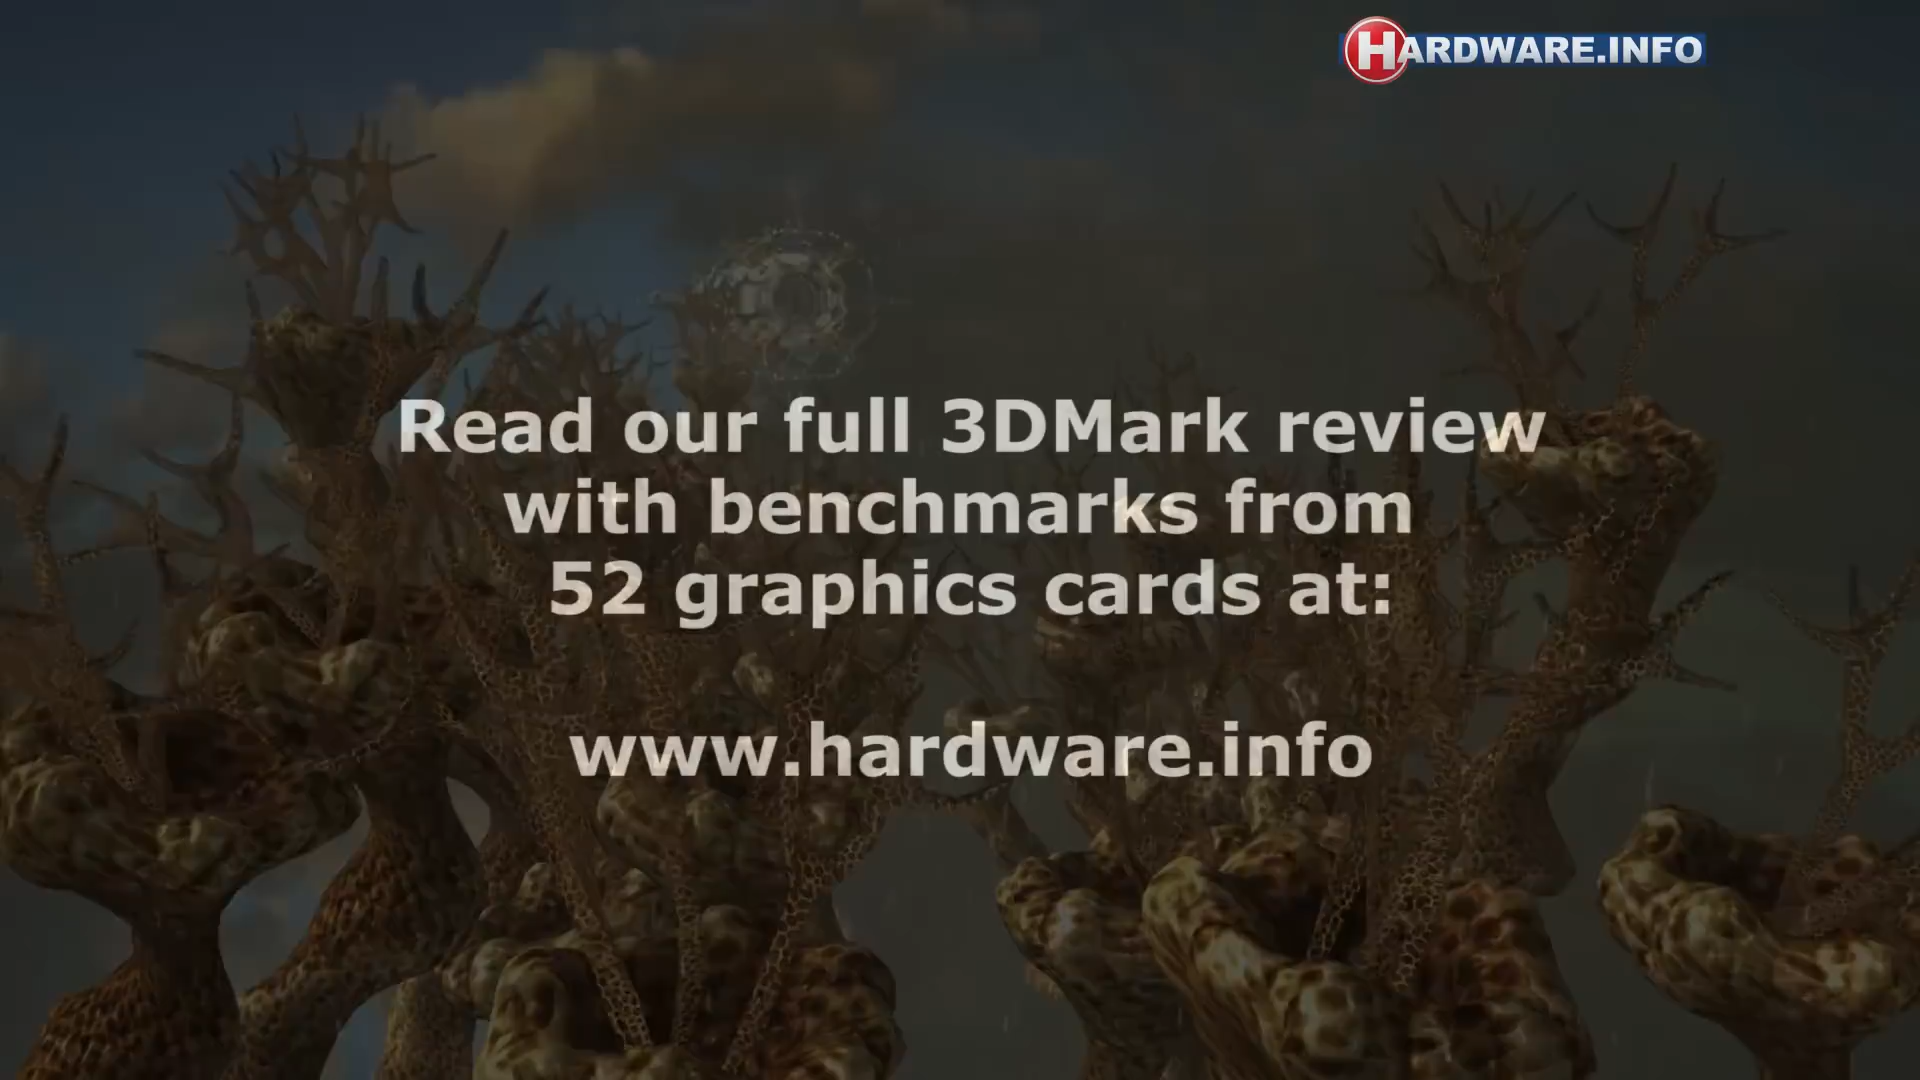 HARDWARE.INFO
Read our full 3DMark review
with benchmarks from
52 graphics cards at:
www.hardware.info